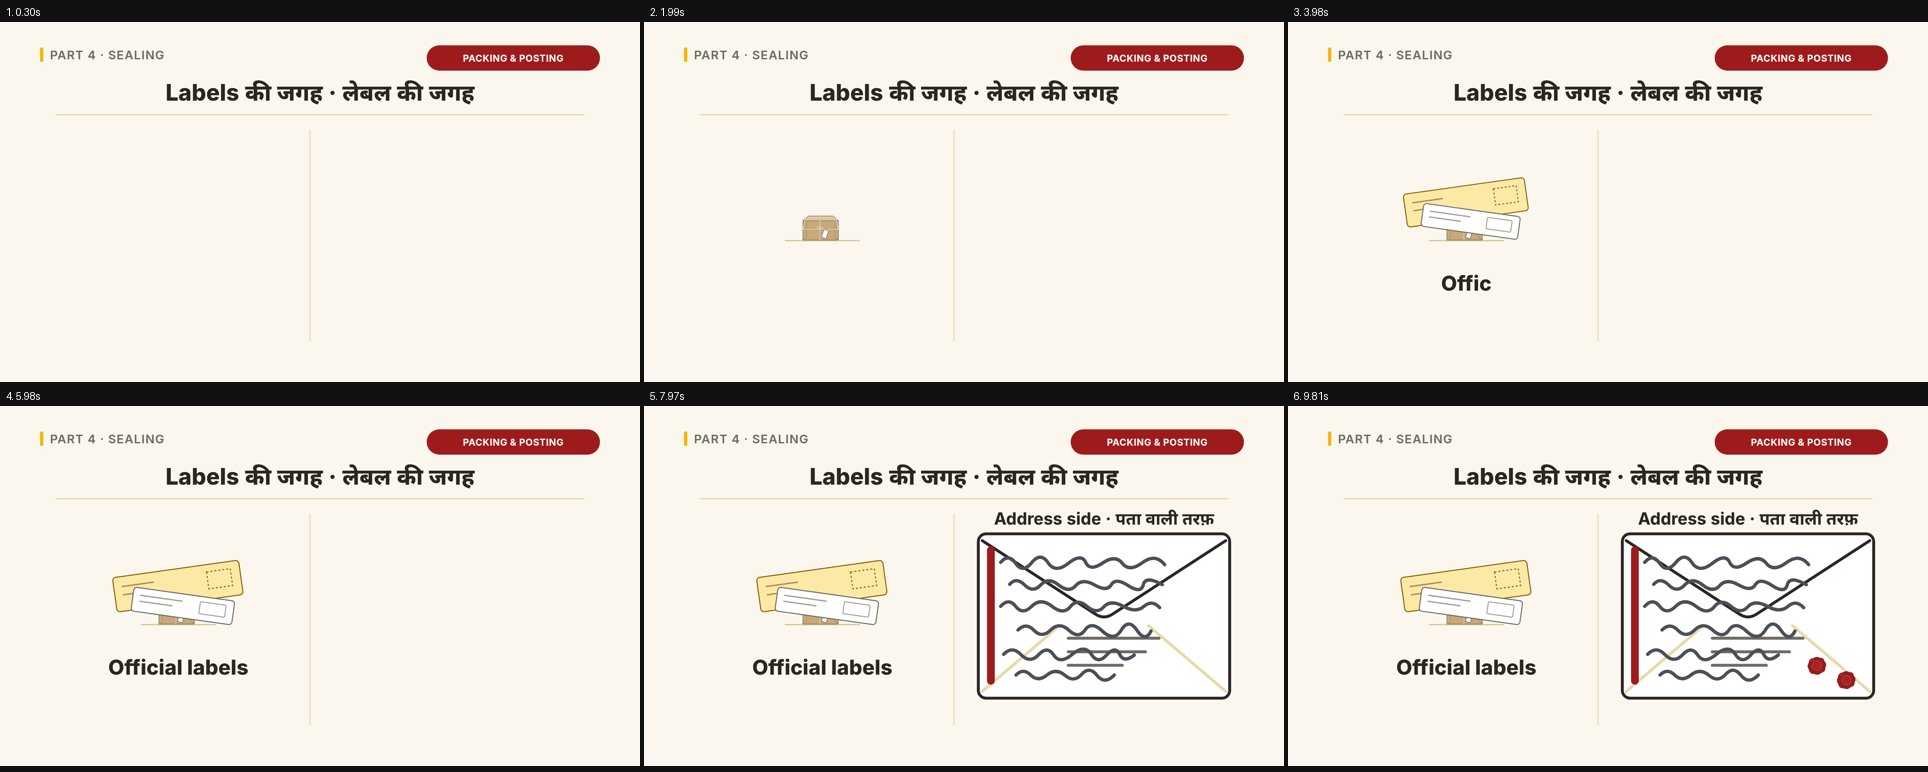 1. 0.30s
PART 4 · SEALING
PACKING & POSTING
Labels की जगह · लेबल की जगह
2. 1.99s
PART 4 · SEALING
PACKING & POSTING
Labels की जगह · लेबल की जगह
3. 3.98s
PART 4 · SEALING
PACKING & POSTING
Labels की जगह · लेबल की जगह
Offic
4. 5.98s
PART 4 · SEALING
PACKING & POSTING
Labels की जगह · लेबल की जगह
Official labels
5. 7.97s
PART 4 · SEALING
PACKING & POSTING
Labels की जगह · लेबल की जगह
Address side · पता वाली तरफ़
Official labels
6. 9.81s
PART 4 · SEALING
PACKING & POSTING
Labels की जगह · लेबल की जगह
Address side · पता वाली तरफ़
Official labels